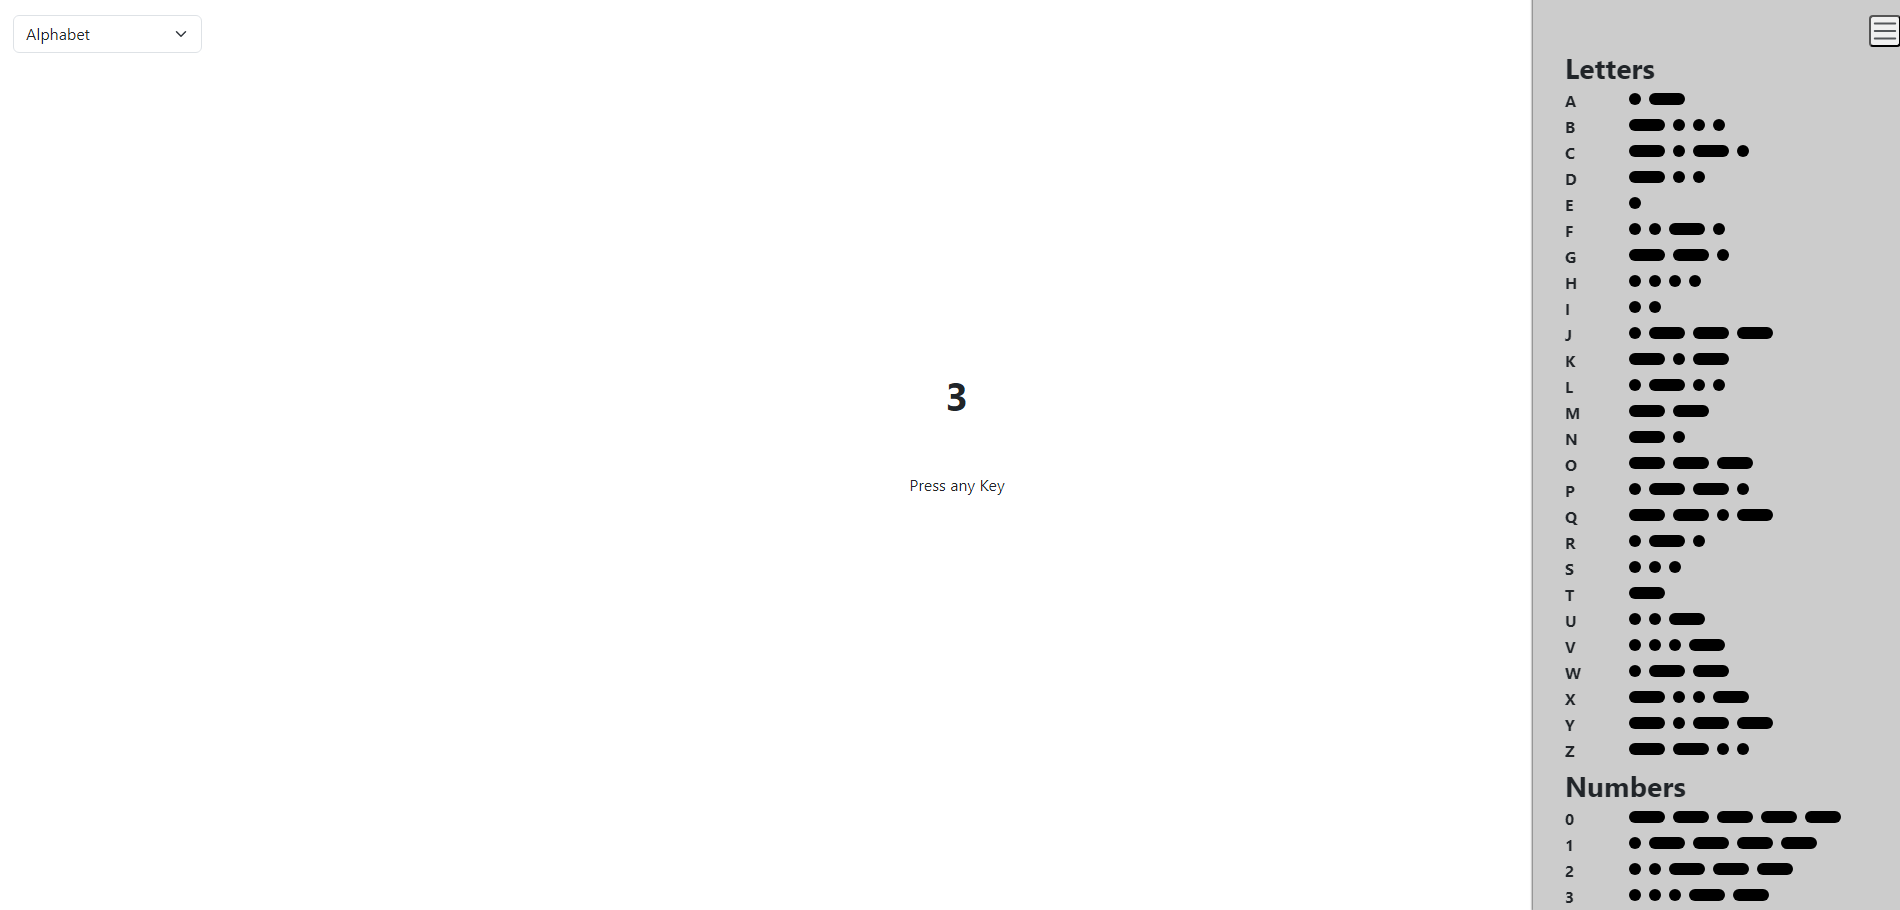 Alphabet
3
Press any Key
Letters
A
B
C
D
E
F
G
H
I
J
K
L
M
N
O
P
Q
R
S
T
U
V
W
X
Y
Z
Numbers
0
1
2
3